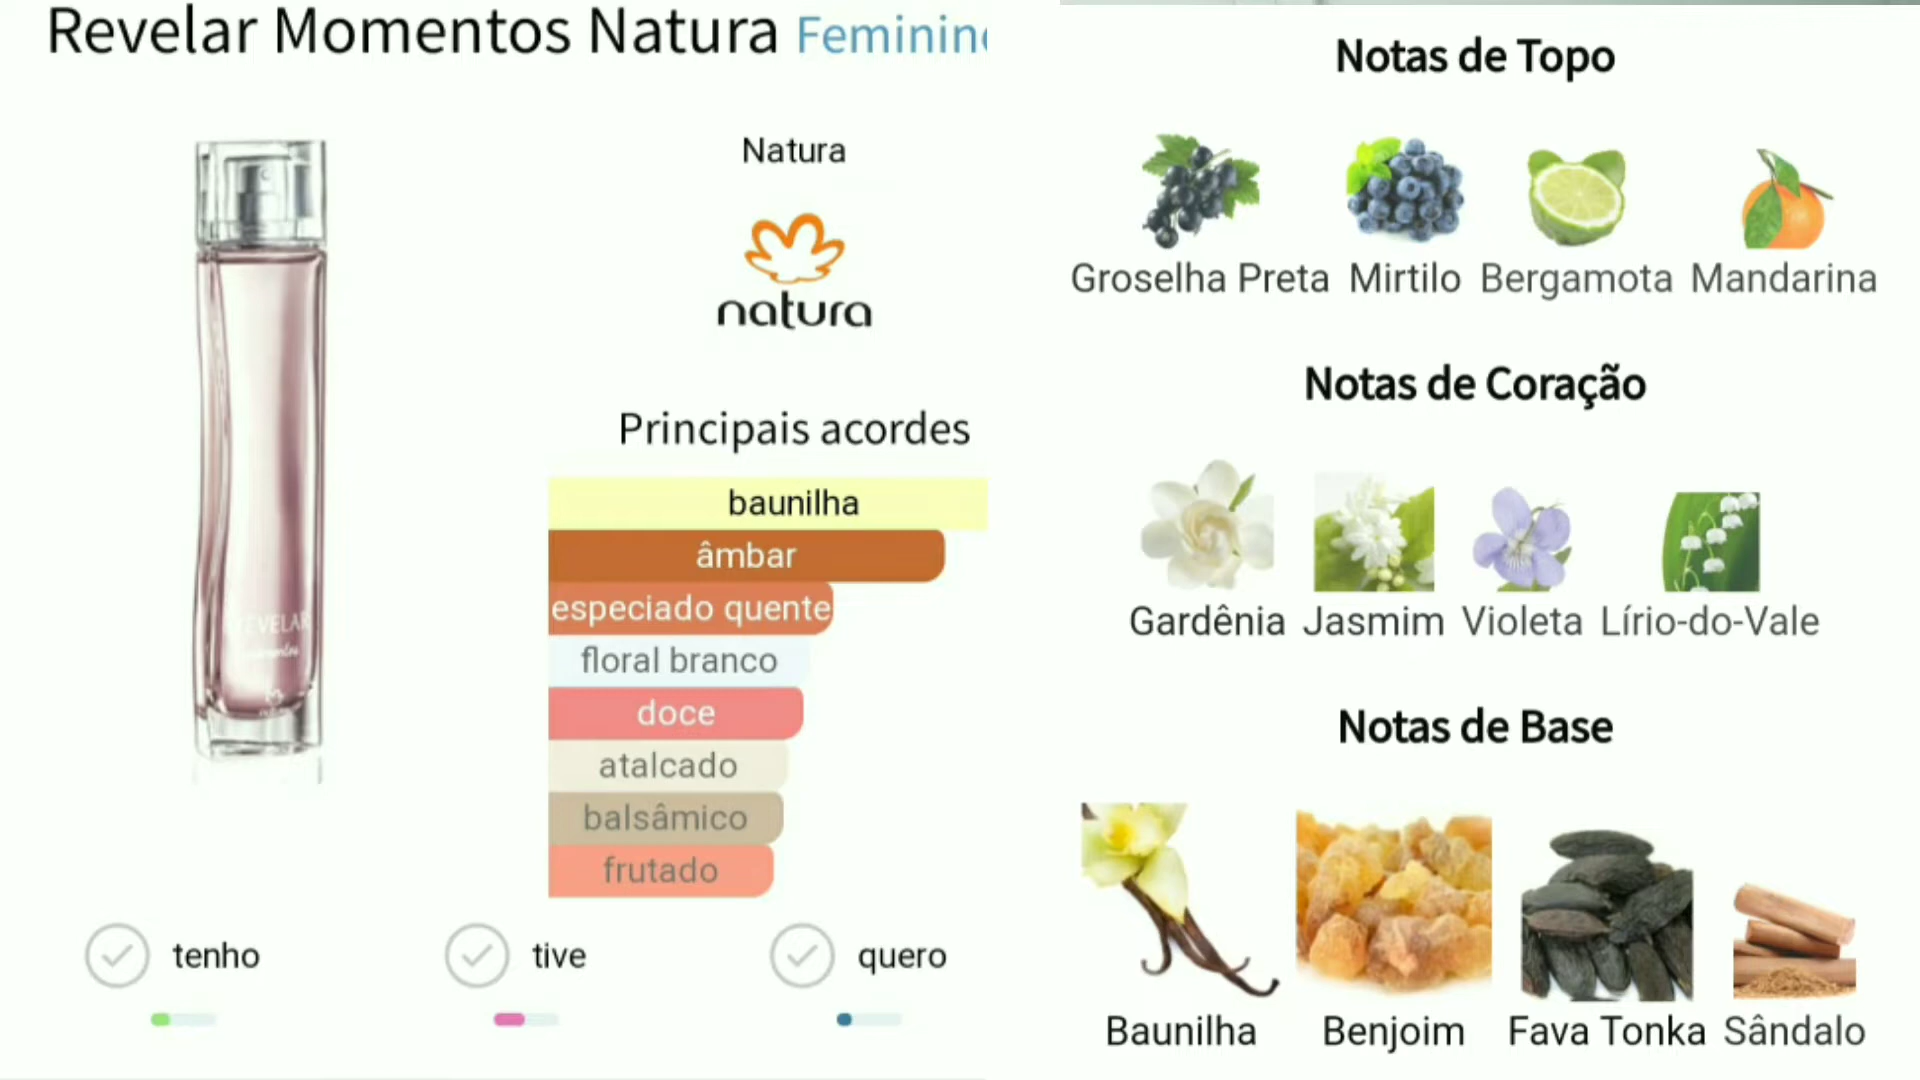 Revelar Momentos Natura Feminino
Natura
natura
Principais acordes
baunilha
âmbar
especiado quente
floral branco
doce
atalcado
balsâmico
frutado
REVELAR
tenho
tive
quero
Notas de Topo
Groselha Preta Mirtilo Bergamota Mandarina
Notas de Coração
Gardênia Jasmim Violeta Lírio-do-Vale
Notas de Base
Baunilha Benjoim Fava Tonka Sândalo